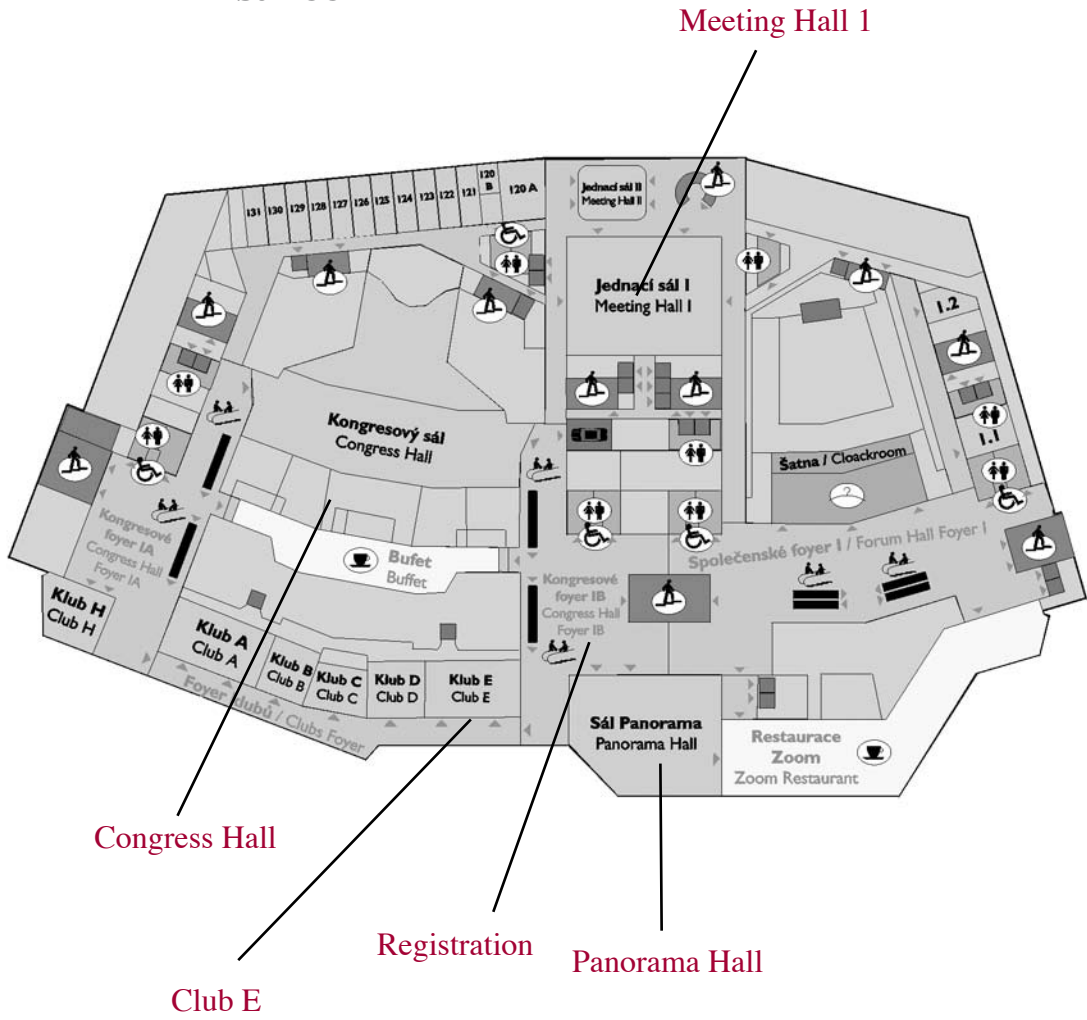 Meeting Hall 1
131
130
129
128
127
126
125
124
123
122
121
120
B
120 A
Jednací sál II
Meeting Hall II
Jednací sál I
Meeting Hall I
1.2
1.1
Kongresový sál
Congress Hall
Šatna / Cloackroom
Kongresové
foyer IA
Congress Hall
Foyer IA
Bufet
Buffet
Společenské foyer I / Forum Hall Foyer I
Kongresové
foyer IB
Congress Hall
Foyer IB
Klub H
Club H
Klub A
Club A
Klub B
Club B
Klub C
Club C
Klub D
Club D
Klub E
Club E
Foyer klubů / Clubs Foyer
Sál Panorama
Panorama Hall
Restaurace
Zoom
Zoom Restaurant
Congress Hall
Registration
Panorama Hall
Club E